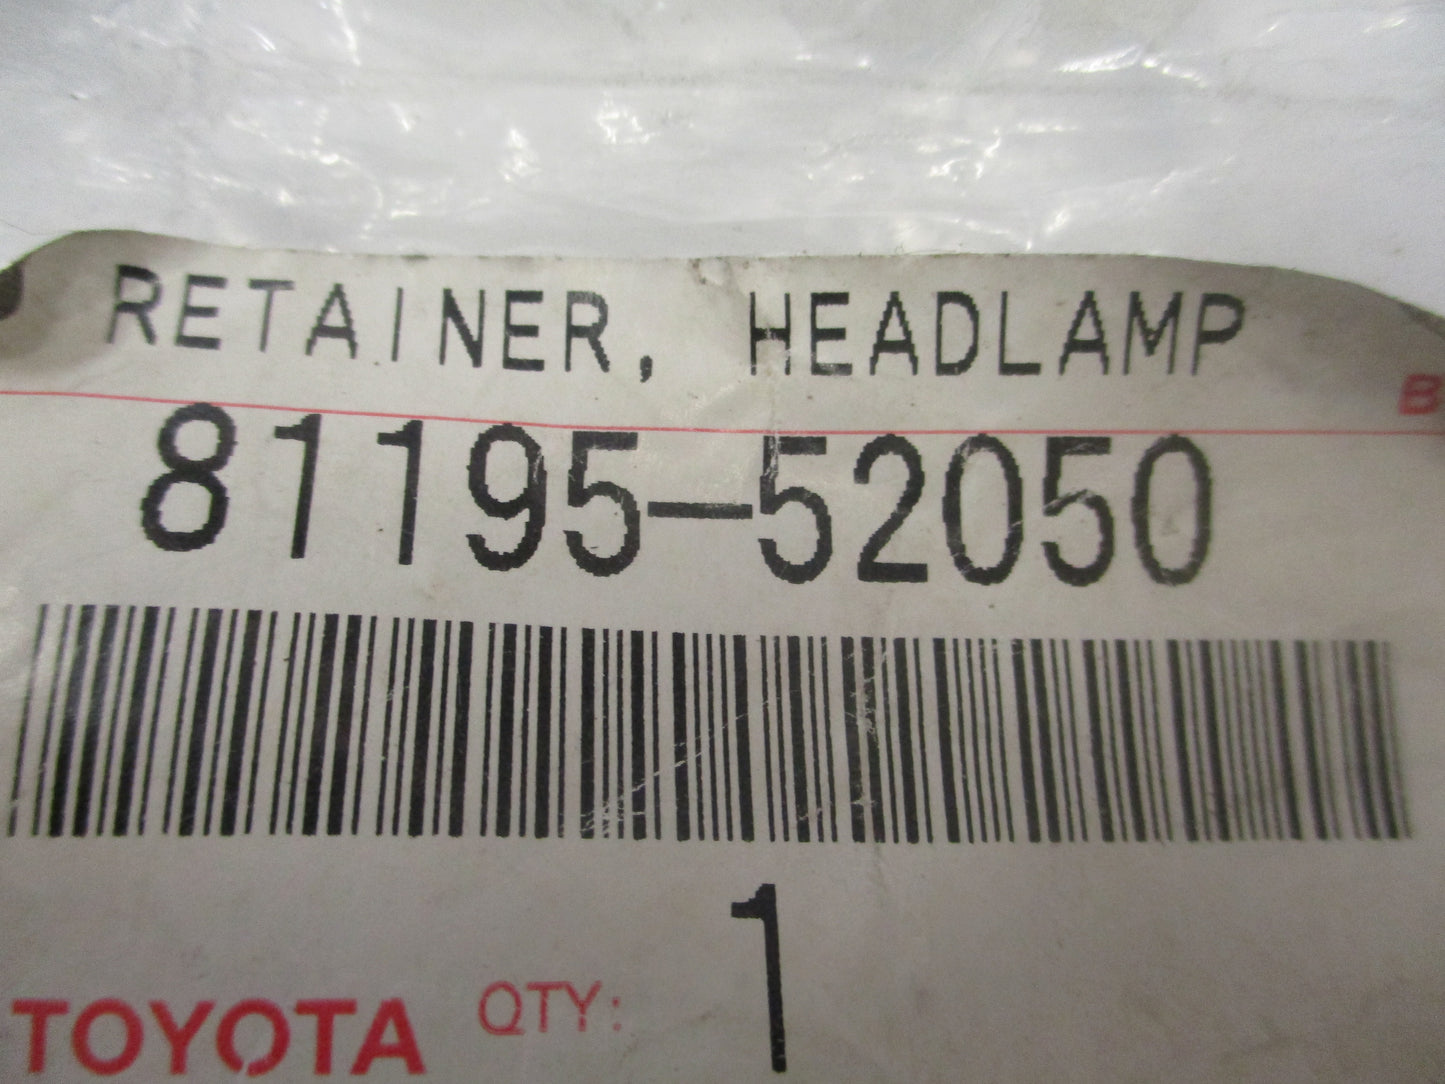 RETAINER, HEADLAMP
B
81195-52050
1
TOYOTA QTY: